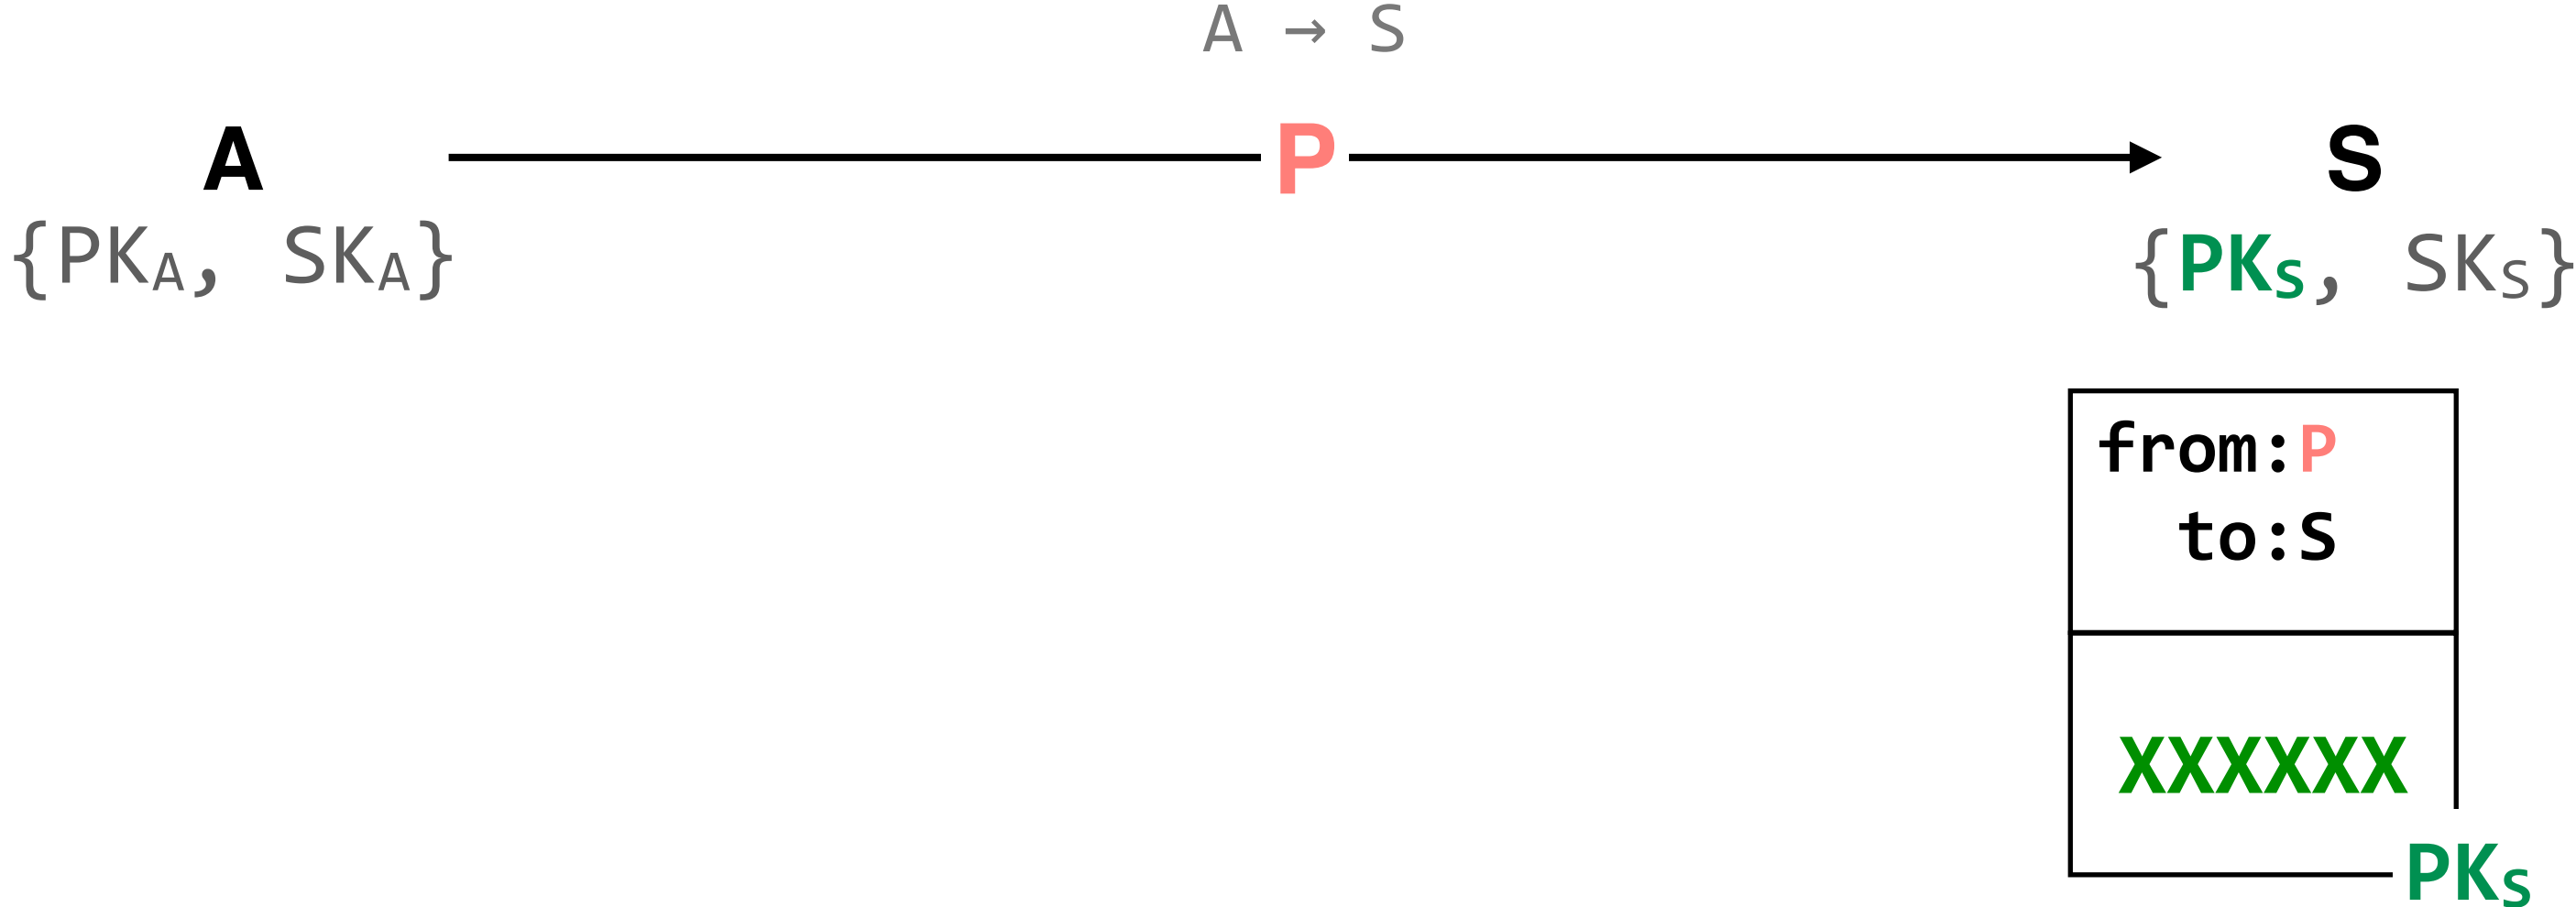 A → S
A P S
{PKA, SKA} {PKS, SKS}
from:P
to:S
XXXXXX
PKS